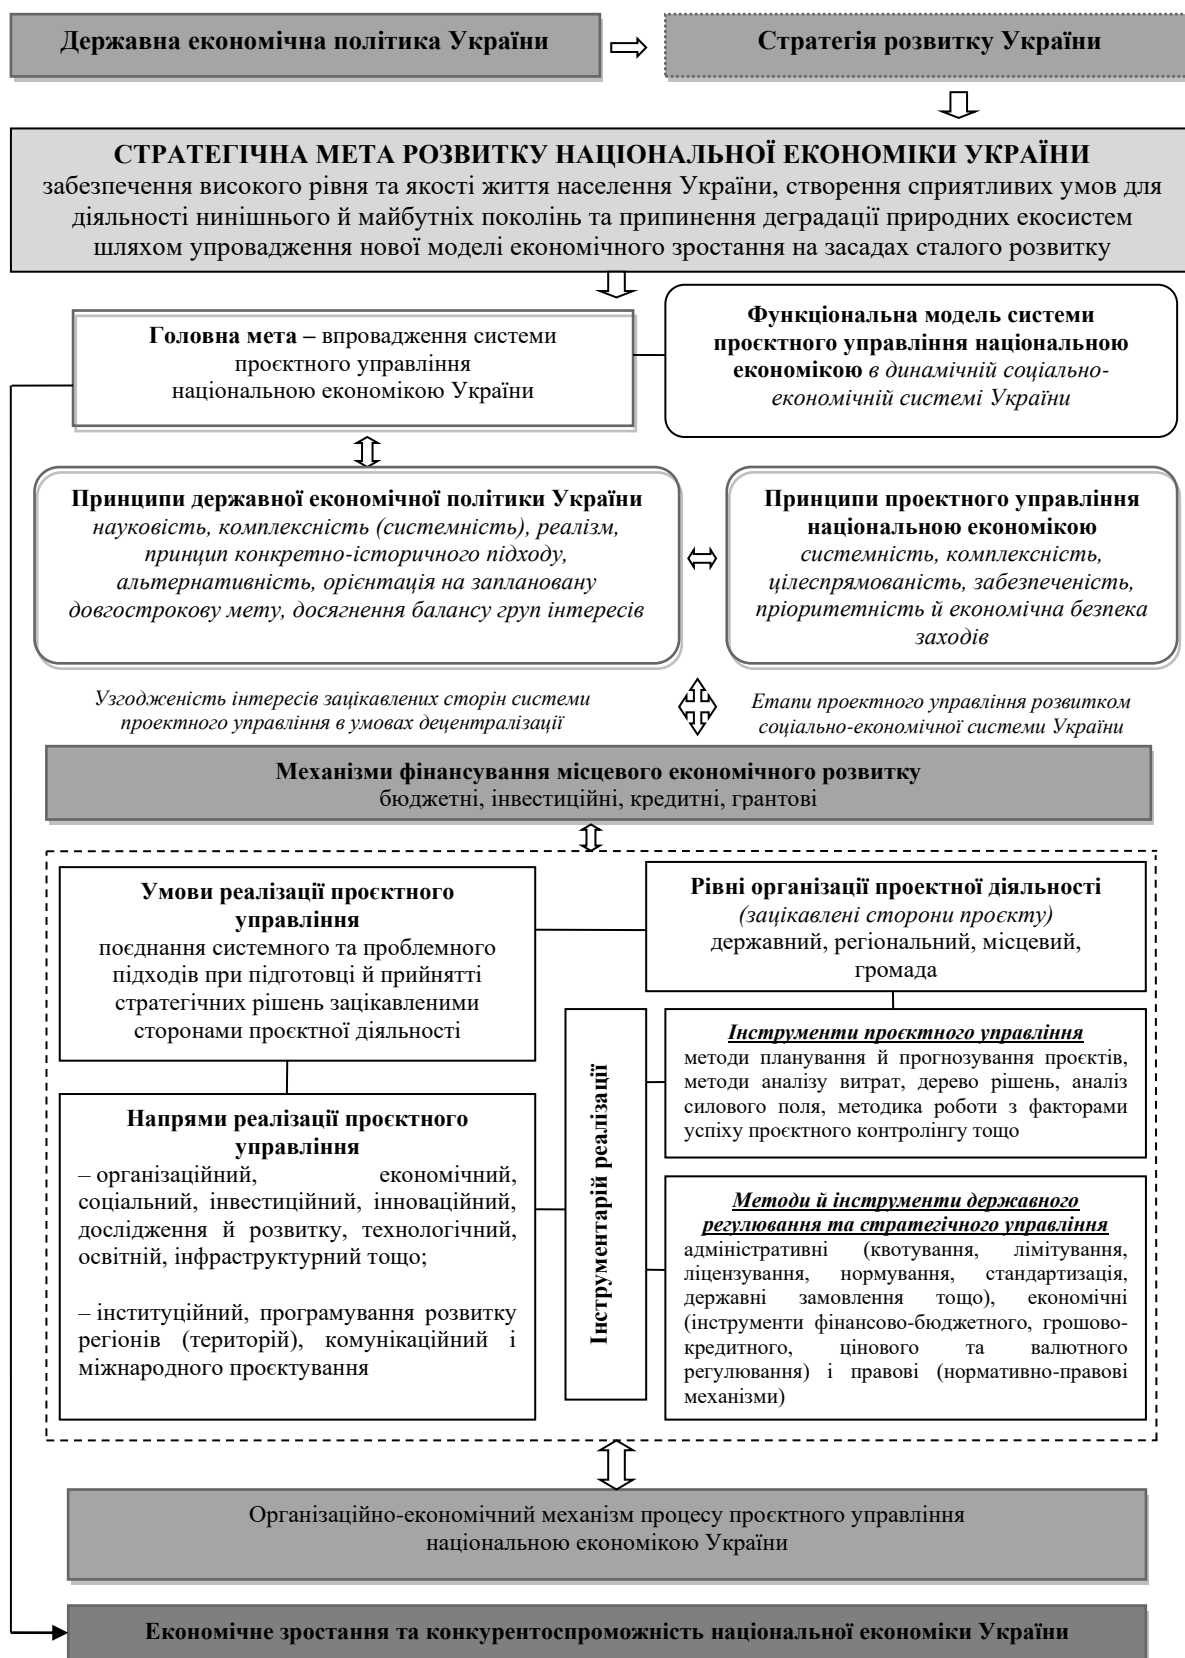 Державна економічна політика України
Стратегія розвитку України
СТРАТЕГІЧНА МЕТА РОЗВИТКУ НАЦІОНАЛЬНОЇ ЕКОНОМІКИ УКРАЇНИ
забезпечення високого рівня та якості життя населення України, створення сприятливих умов для
діяльності нинішнього й майбутніх поколінь та припинення деградації природних екосистем
шляхом упровадження нової моделі економічного зростання на засадах сталого розвитку
Головна мета – впровадження системи
проєктного управління
національною економікою України
Функціональна модель системи
проєктного управління національною
економікою в динамічній соціально-
економічній системі України
Принципи державної економічної політики України
науковість, комплексність (системність), реалізм,
принцип конкретно-історичного підходу,
альтернативність, орієнтація на заплановану
довгострокову мету, досягнення балансу груп інтересів
Принципи проектного управління
національною економікою
системність, комплексність,
цілеспрямованість, забезпеченість,
пріоритетність й економічна безпека
заходів
Узгодженість інтересів зацікавлених сторін системи
проектного управління в умовах децентралізації
Етапи проектного управління розвитком
соціально-економічної системи України
Механізми фінансування місцевого економічного розвитку
бюджетні, інвестиційні, кредитні, грантові
Умови реалізації проєктного
управління
поєднання системного та проблемного
підходів при підготовці й прийнятті
стратегічних рішень зацікавленими
сторонами проєктної діяльності
Рівні організації проектної діяльності
(зацікавлені сторони проєкту)
державний, регіональний, місцевий,
громада
Напрями реалізації проєктного
управління
– організаційний, економічний,
соціальний, інвестиційний, інноваційний,
дослідження й розвитку, технологічний,
освітній, інфраструктурний тощо;
– інституційний, програмування розвитку
регіонів (територій), комунікаційний і
міжнародного проєктування
Інструментарій реалізації
Інструменти проєктного управління
методи планування й прогнозування проєктів,
методи аналізу витрат, дерево рішень, аналіз
силового поля, методика роботи з факторами
успіху проєктного контролінгу тощо
Методи й інструменти державного
регулювання та стратегічного управління
адміністративні (квотування, лімітування,
ліцензування, нормування, стандартизація,
державні замовлення тощо), економічні
(інструменти фінансово-бюджетного, грошово-
кредитного, цінового та валютного
регулювання) і правові (нормативно-правові
механізми)
Організаційно-економічний механізм процесу проєктного управління
національною економікою України
Економічне зростання та конкурентоспроможність національної економіки України